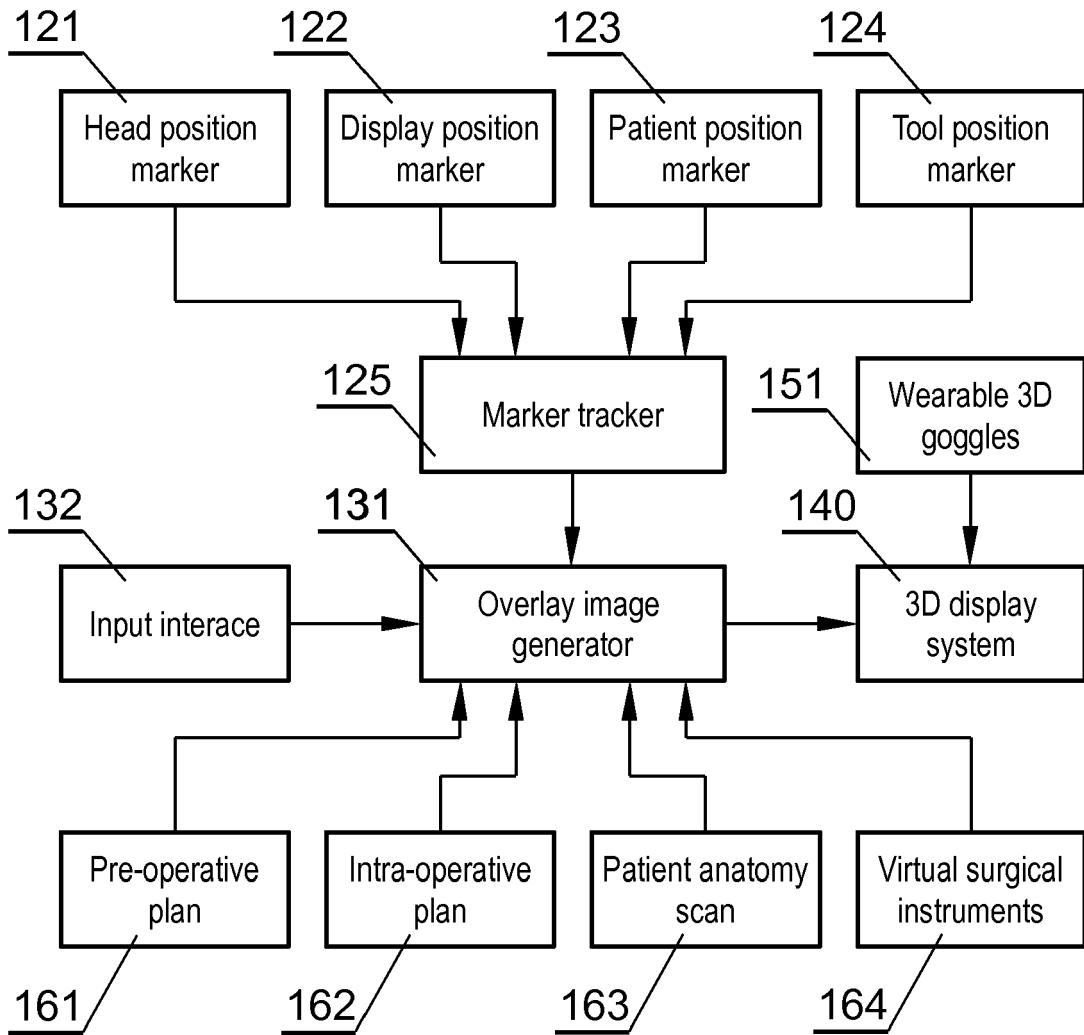 121
122
123
124
Head position
marker
Display position
marker
Patient position
marker
Tool position
marker
125
Marker tracker
151
Wearable 3D
goggles
132
Input interace
131
Overlay image
generator
140
3D display
system
Pre-operative
plan
Intra-operative
plan
Patient anatomy
scan
Virtual surgical
instruments
161
162
163
164